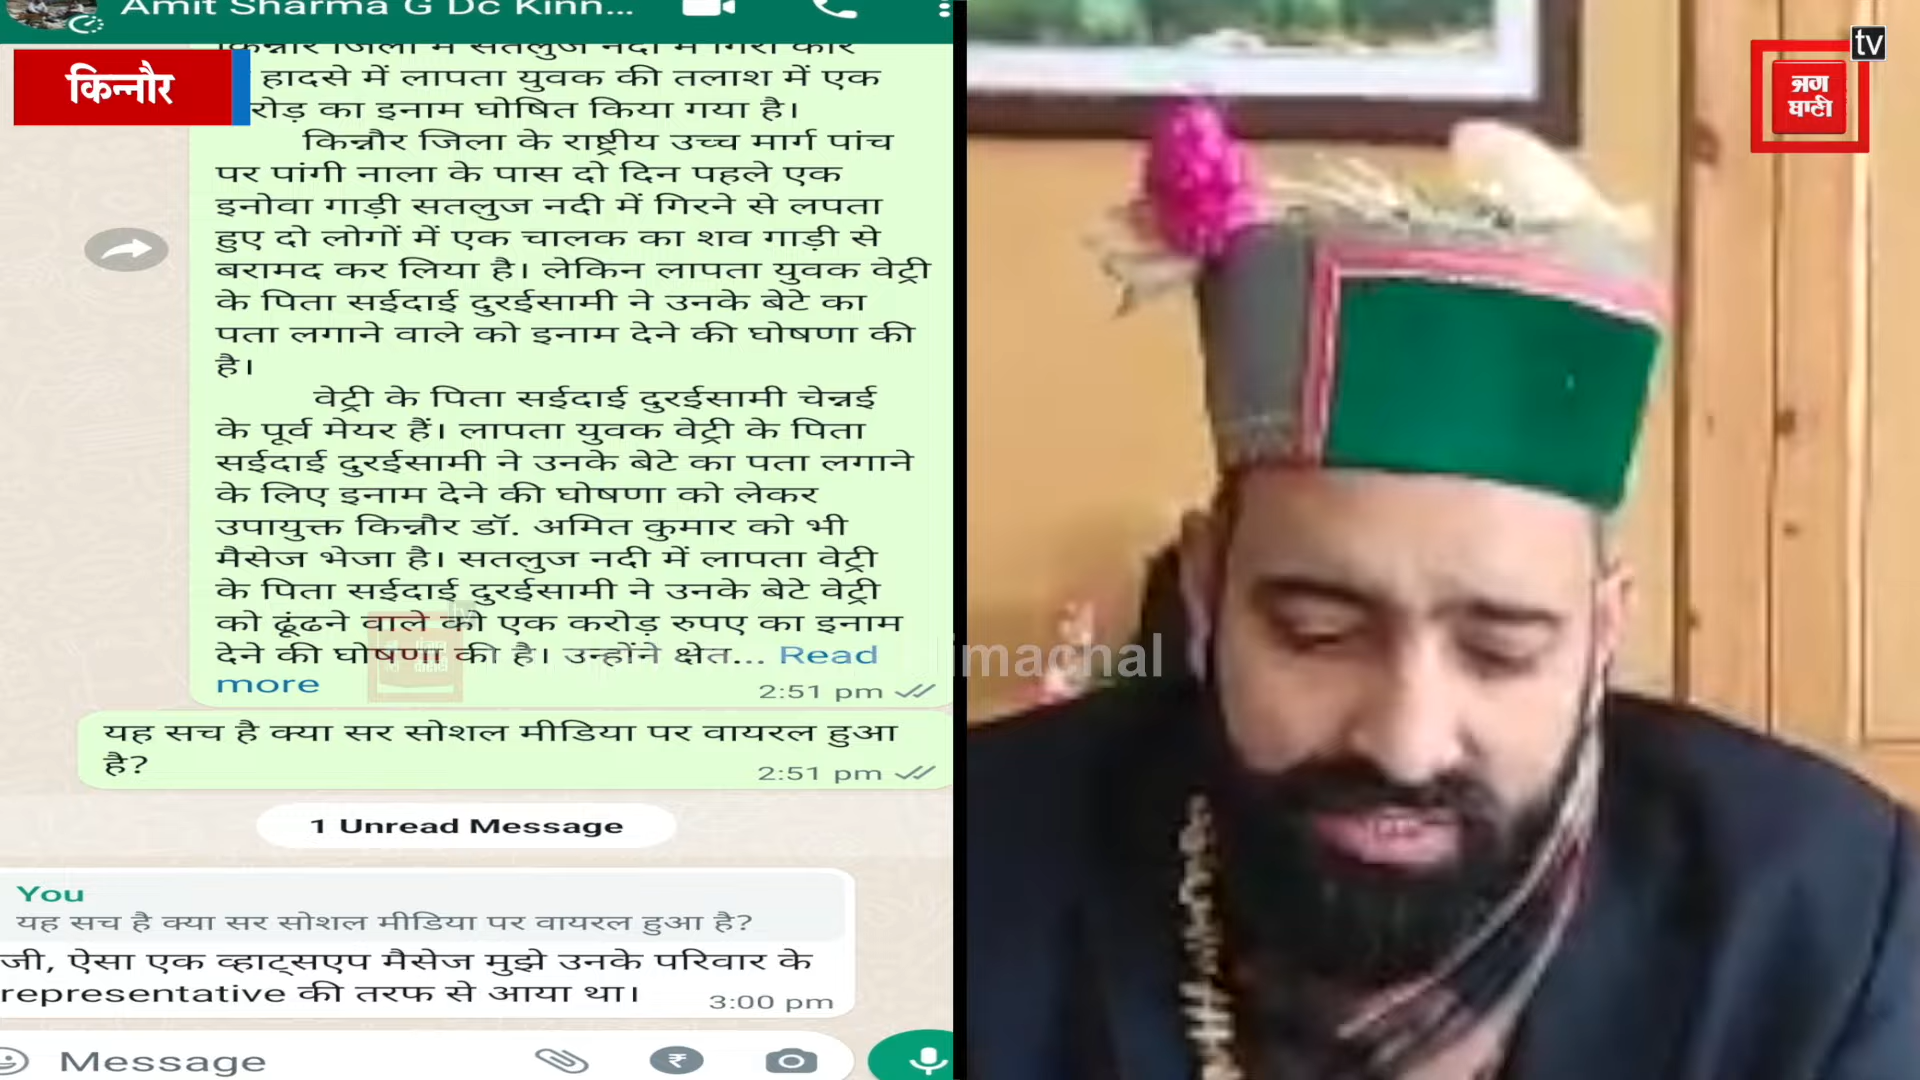 Amit Sharma G Dc Kinn...
किन्नौर
किन्नौर जिला में सतलुज नदी में गिरी कार
हादसे में लापता युवक की तलाश में एक
रोड़ का इनाम घोषित किया गया है।
किन्नौर जिला के राष्ट्रीय उच्च मार्ग पांच
पर पांगी नाला के पास दो दिन पहले एक
इनोवा गाड़ी सतलुज नदी में गिरने से लपता
हुए दो लोगों में एक चालक का शव गाड़ी से
बरामद कर लिया है। लेकिन लापता युवक वेट्री
के पिता सईदाई दुरईसामी ने उनके बेटे का
पता लगाने वाले को इनाम देने की घोषणा की
है।
वेट्री के पिता सईदाई दुरईसामी चेन्नई
के पूर्व मेयर हैं। लापता युवक वेट्री के पिता
सईदाई दुरईसामी ने उनके बेटे का पता लगाने
के लिए इनाम देने की घोषणा को लेकर
उपायुक्त किन्नौर डॉ. अमित कुमार को भी
मैसेज भेजा है। सतलुज नदी में लापता वेट्री
के पिता सईदाई दुरईसामी ने उनके बेटे वेट्री
को ढूंढने वाले को एक करोड़ रुपए का इनाम
देने की घोषणा की है। उन्होंने क्षेत... Read
more
2:51 pm
यह सच है क्या सर सोशल मीडिया पर वायरल हुआ
है?
2:51 pm
1 Unread Message
You
यह सच है क्या सर सोशल मीडिया पर वायरल हुआ है?
जी, ऐसा एक व्हाट्सएप मैसेज मुझे उनके परिवार के
representative की तरफ से आया था।
3:00 pm
Message
tv
ਜਗ
ਬਾਣੀ
imachal